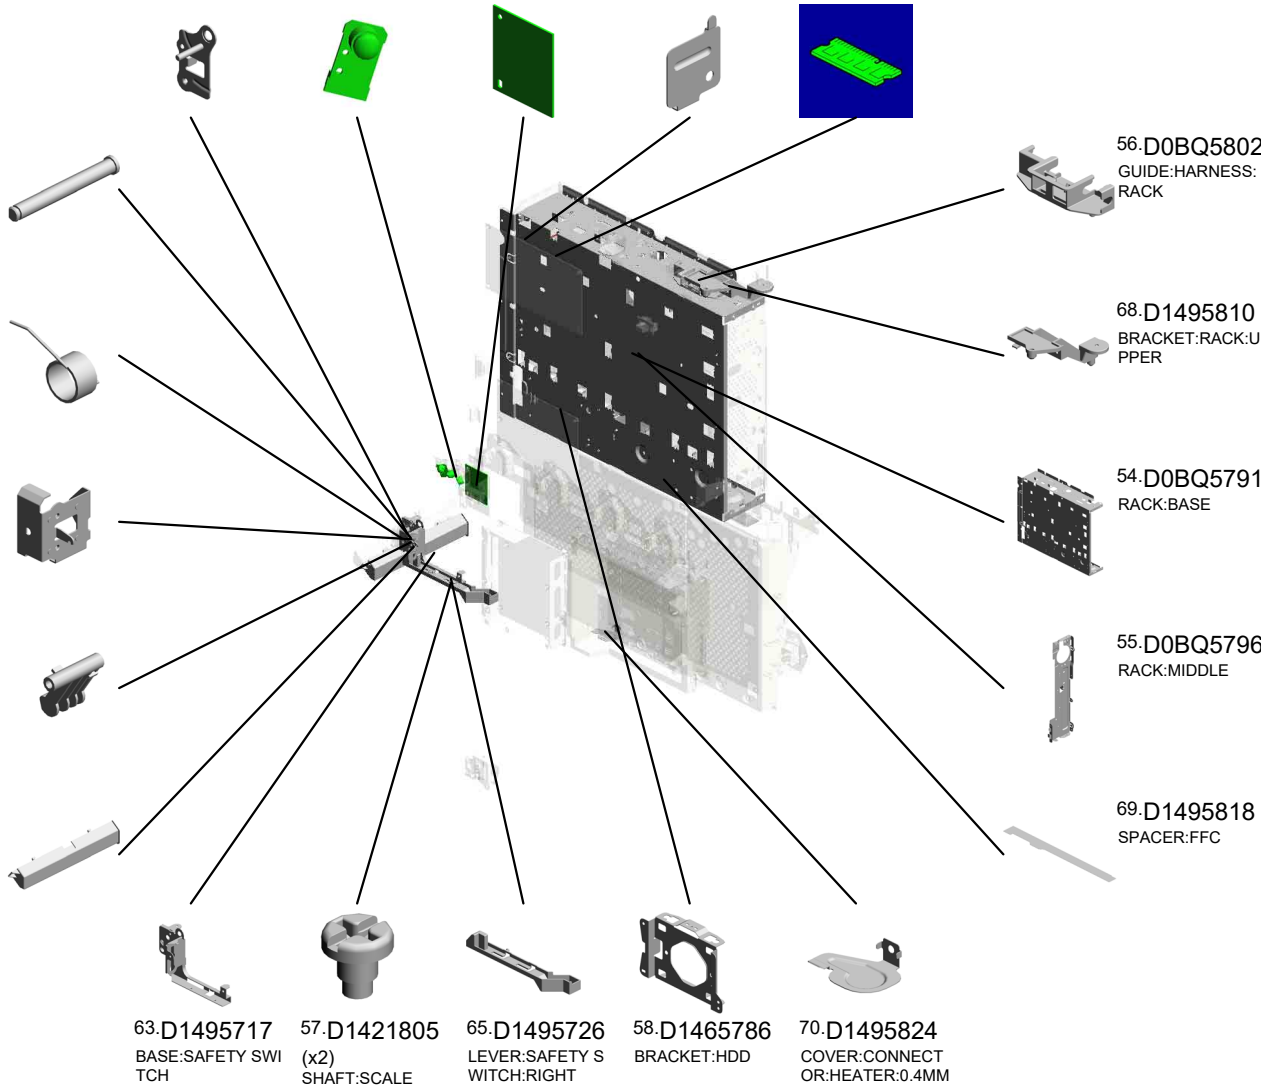 56.D0BQ5802
GUIDE:HARNESS:
RACK
68.D1495810
BRACKET:RACK:U
PPER
54.D0BQ5791
RACK:BASE
55.D0BQ5796
RACK:MIDDLE
69.D1495818
SPACER:FFC
63.D1495717
BASE:SAFETY SWI
TCH
57.D1421805
(x2)
SHAFT:SCALE
65.D1495726
LEVER:SAFETY S
WITCH:RIGHT
58.D1465786
BRACKET:HDD
70.D1495824
COVER:CONNECT
OR:HEATER:0.4MM